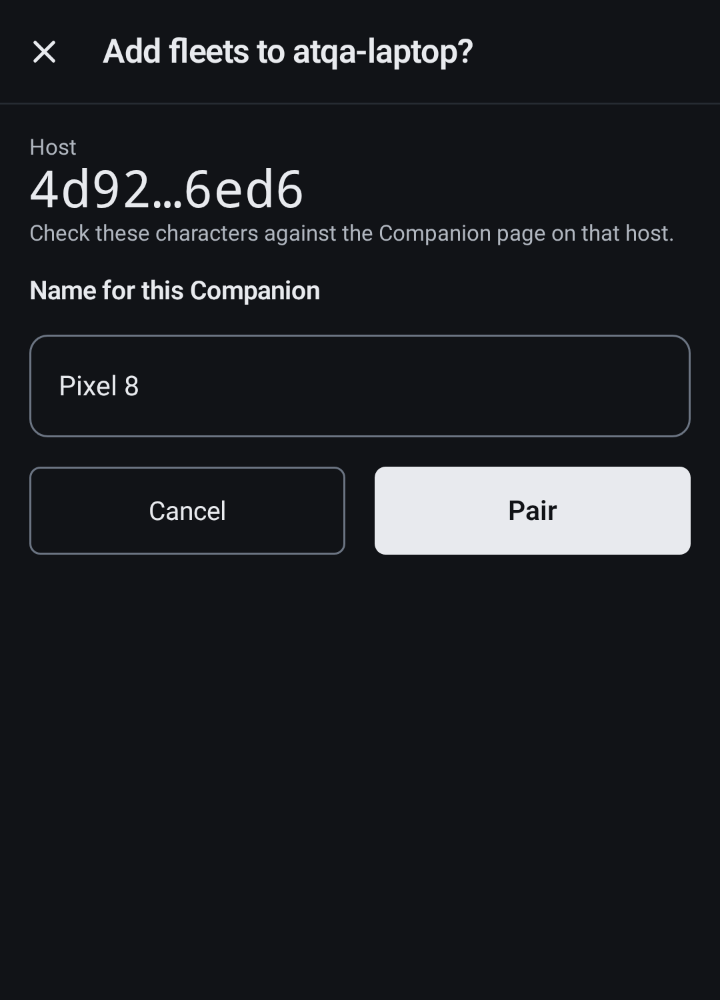 Add fleets to atqa-laptop?
Host
4d92…6ed6
Check these characters against the Companion page on that host.
Name for this Companion
Pixel 8
Cancel
Pair